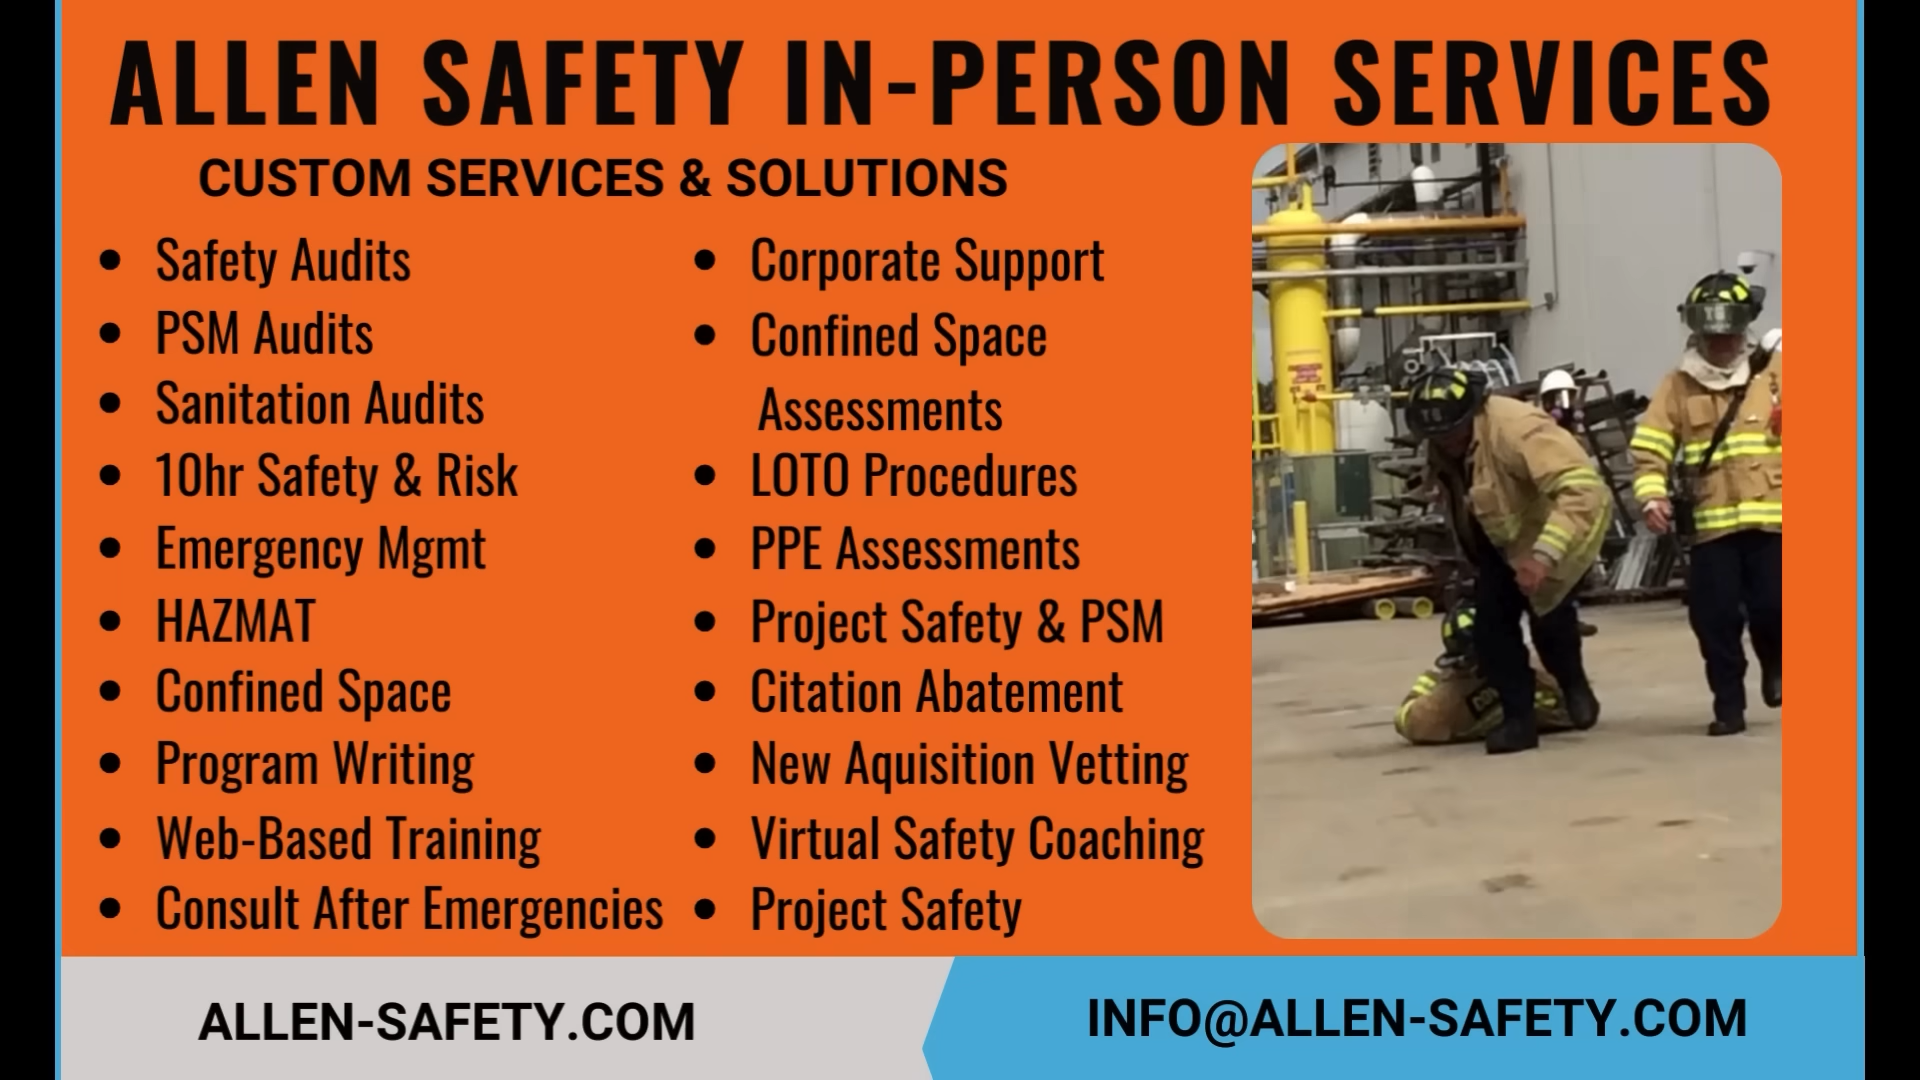 ALLEN SAFETY IN-PERSON SERVICES
CUSTOM SERVICES & SOLUTIONS
• Safety Audits
• PSM Audits
• Sanitation Audits
• 10hr Safety & Risk
• Emergency Mgmt
• HAZMAT
• Confined Space
• Program Writing
• Web-Based Training
• Consult After Emergencies
• Corporate Support
• Confined Space
Assessments
• LOTO Procedures
• PPE Assessments
• Project Safety & PSM
• Citation Abatement
• New Aquisition Vetting
• Virtual Safety Coaching
• Project Safety
ALLEN-SAFETY.COM
INFO@ALLEN-SAFETY.COM